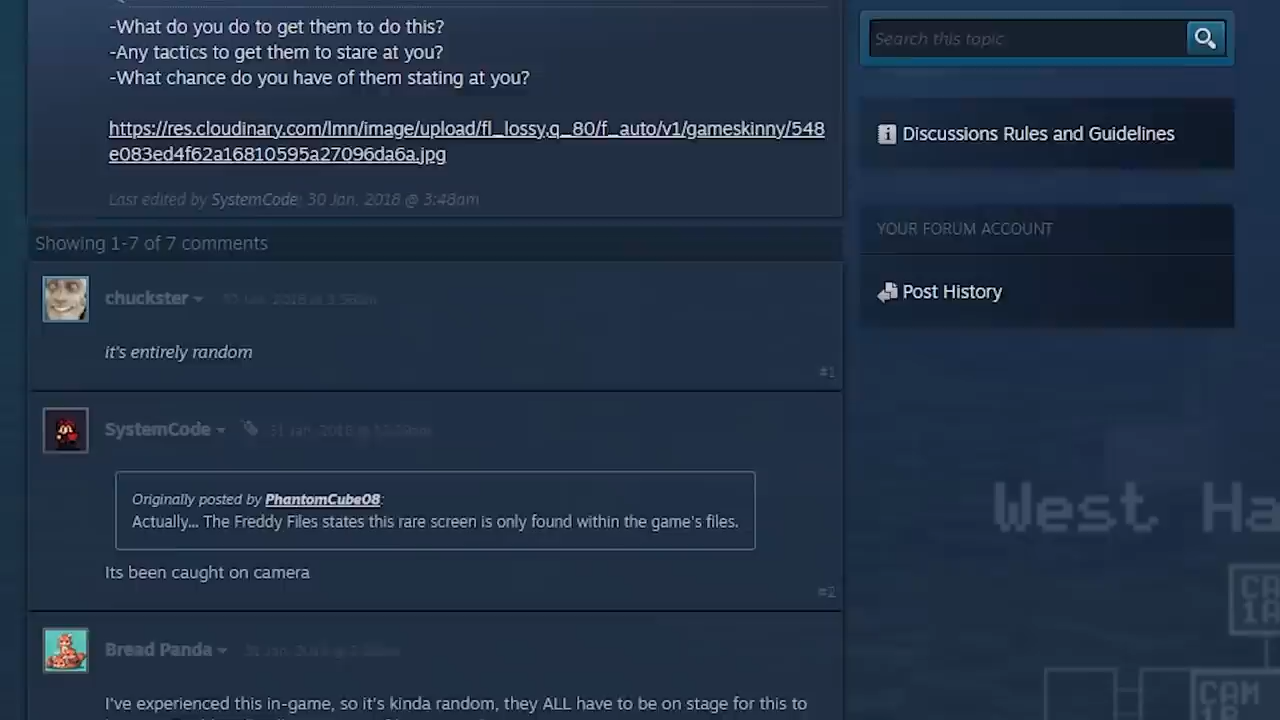 -What do you do to get them to do this?
-Any tactics to get them to stare at you?
-What chance do you have of them stating at you?
https://res.cloudinary.com/lmn/image/upload/fl_lossy,q_80/f_auto/v1/gameskinny/548
e083ed4f62a16810595a27096da6a.jpg
Last edited by SystemCode; 30 Jan, 2018 @ 3:48am
Showing 1-7 of 7 comments
chuckster
it's entirely random
#1
SystemCode
Originally posted by PhantomCube08:
Actually... The Freddy Files states this rare screen is only found within the game's files.
Its been caught on camera
#2
Bread Panda
I've experienced this in-game, so it's kinda random, they ALL have to be on stage for this to
Search this topic
Discussions Rules and Guidelines
YOUR FORUM ACCOUNT
Post History
West Ha
CA
1A
CAM
1B